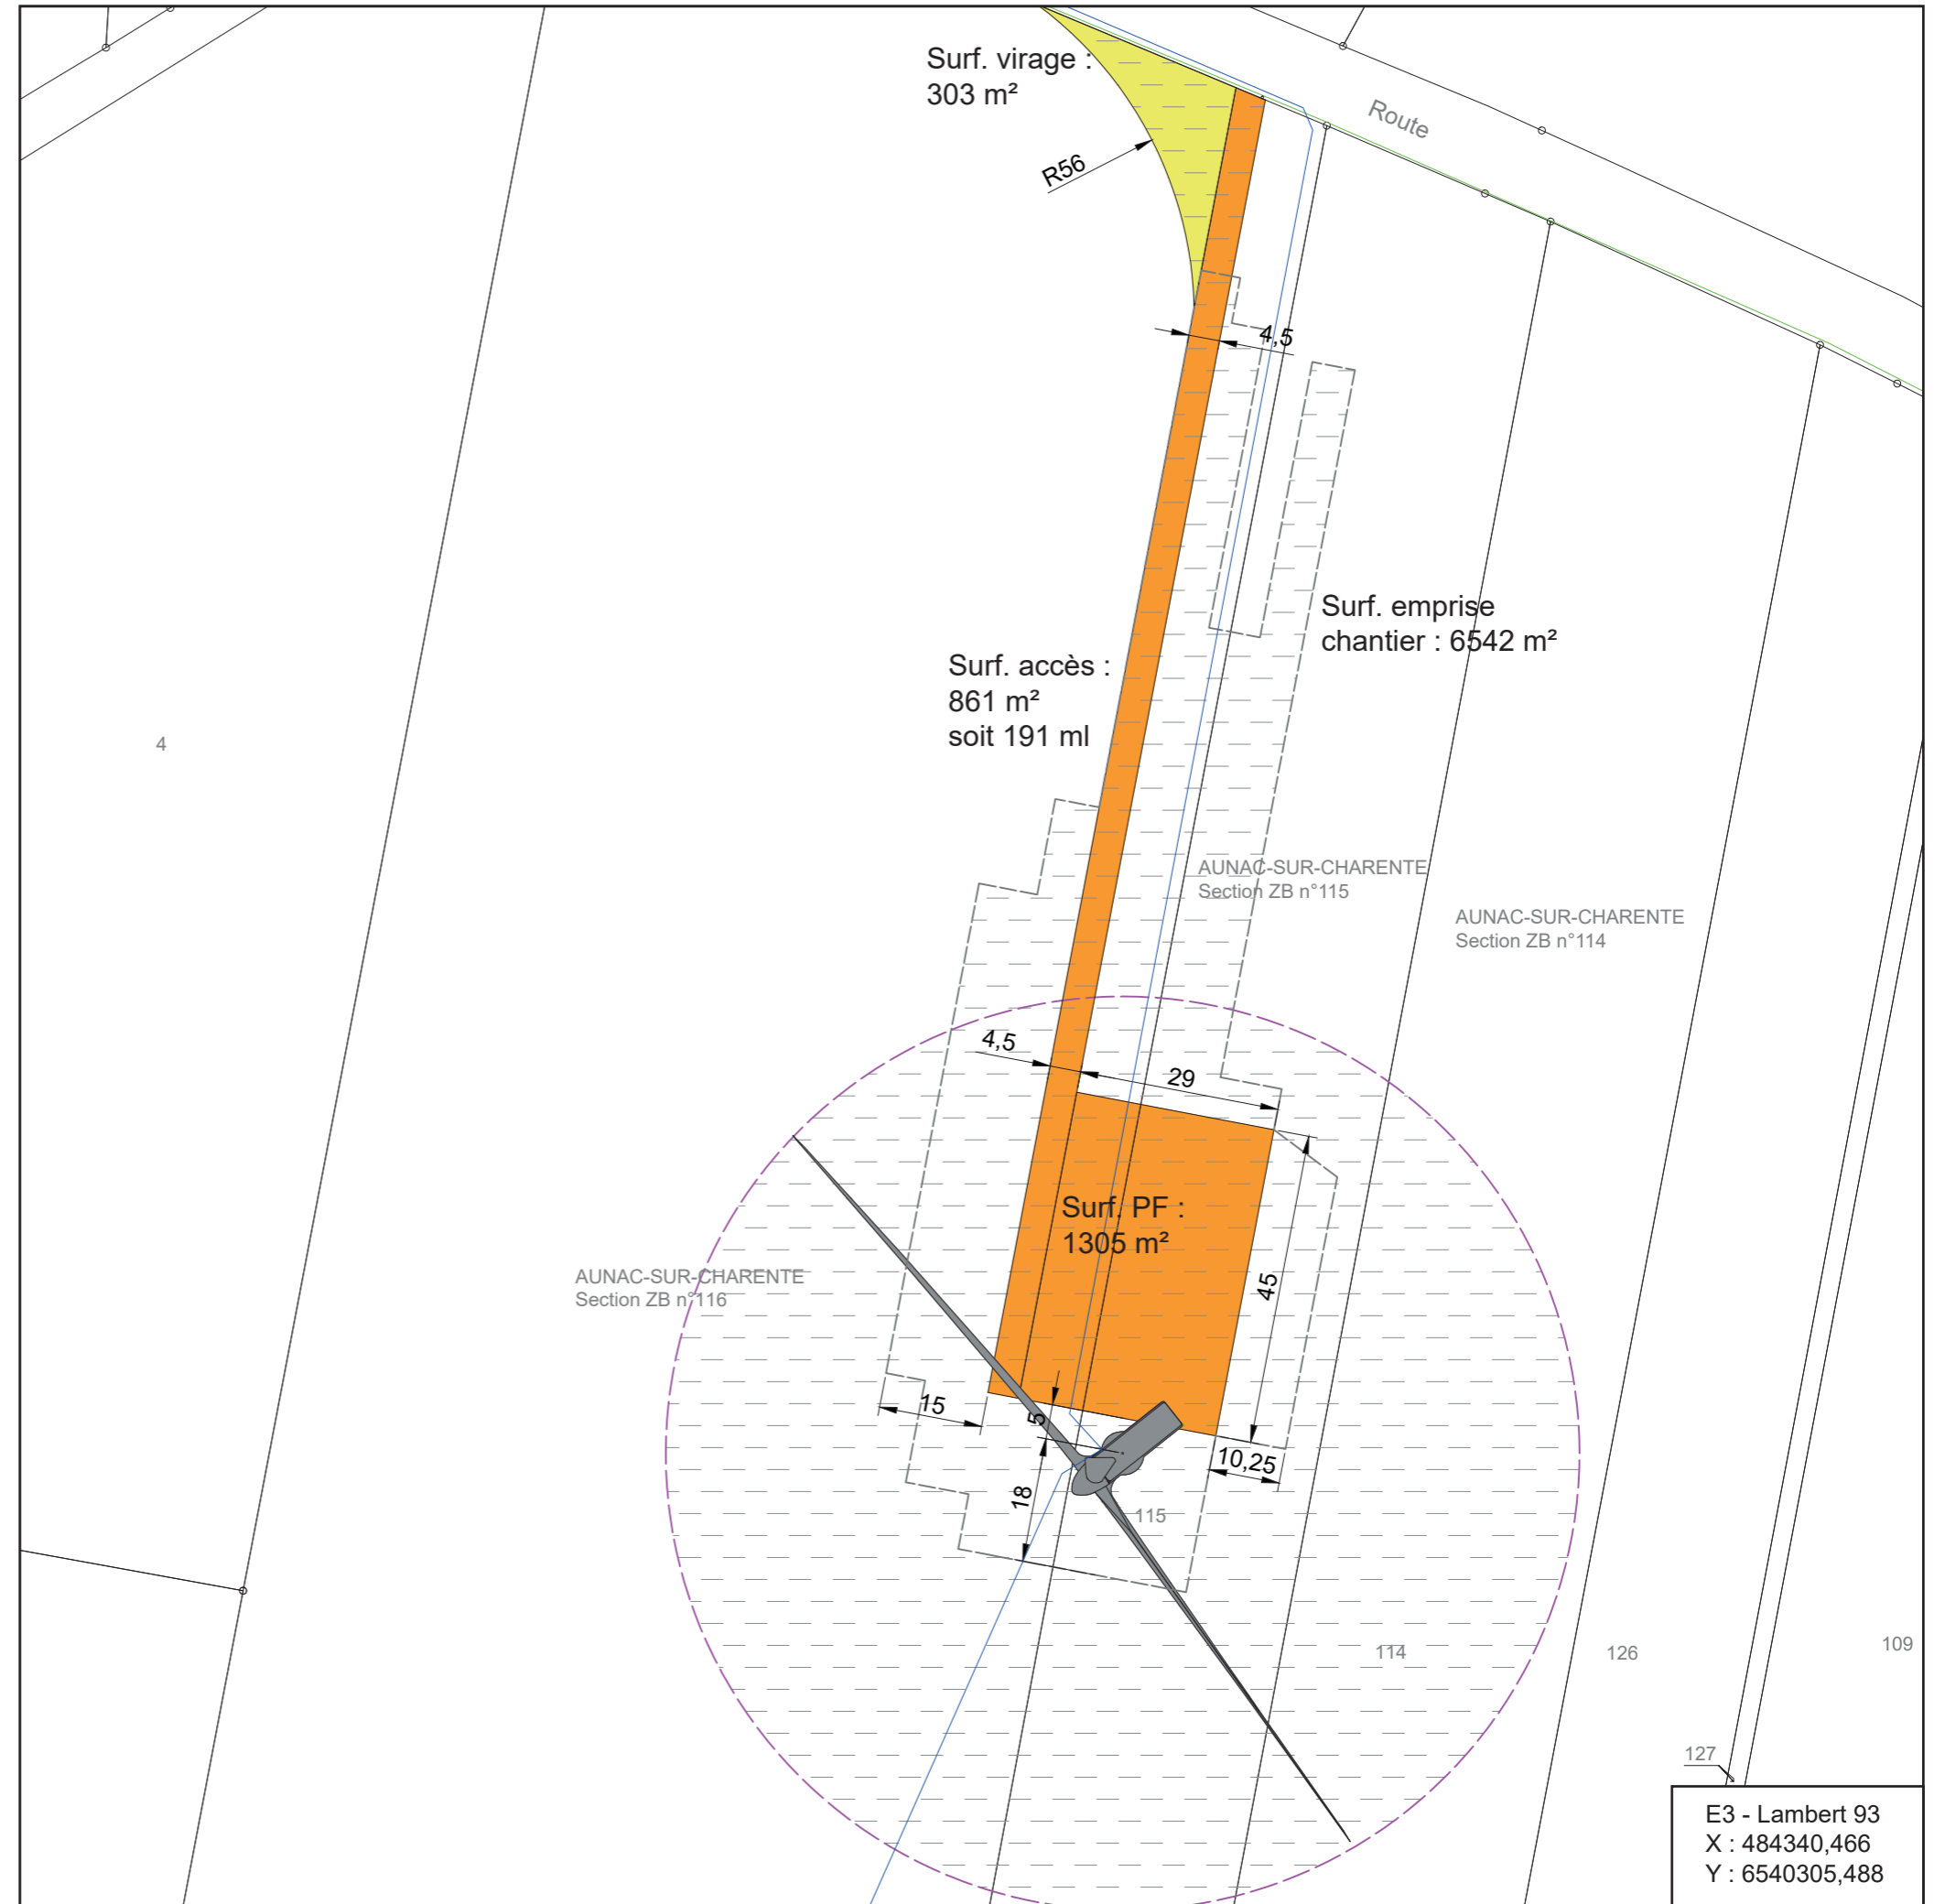 Surf. virage :
303 m²
Route
R56
4,5
Surf. emprise
chantier : 6542 m²
Surf. accès :
861 m²
soit 191 ml
4
AUNAC-SUR-CHARENTE
Section ZB n°115
AUNAC-SUR-CHARENTE
Section ZB n°114
4,5
29
Surf. PF :
1305 m²
45
AUNAC-SUR-CHARENTE
Section ZB n°116
15
5
10,25
18
115
114
126
109
127
E3 - Lambert 93
X : 484340,466
Y : 6540305,488